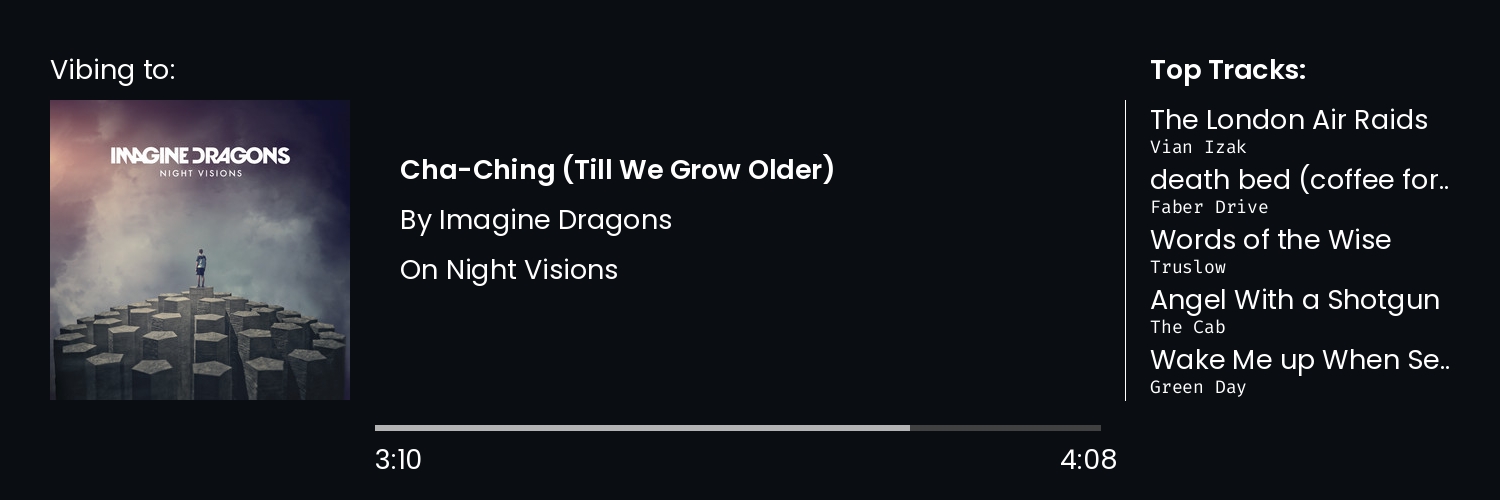 Vibing to:
IMAGINE DRAGONS
NIGHT VISIONS
Cha-Ching (Till We Grow Older)
By Imagine Dragons
On Night Visions
3:10
4:08
Top Tracks:
The London Air Raids
Vian Izak
death bed (coffee for..
Faber Drive
Words of the Wise
Truslow
Angel With a Shotgun
The Cab
Wake Me up When Se..
Green Day